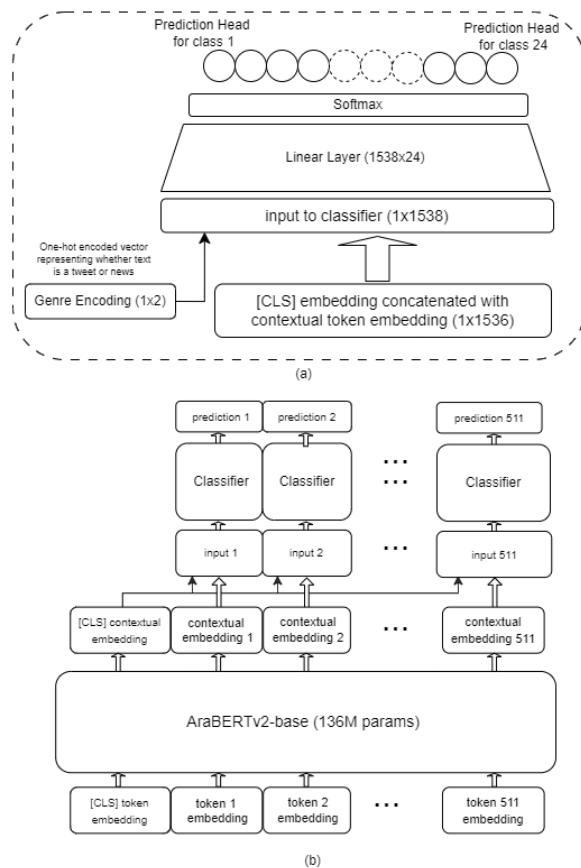 Prediction Head
for class 1
Prediction Head
for class 24
Softmax
Linear Layer (1538x24)
input to classifier (1x1538)
One-hot encoded vector
representing whether text
is a tweet or news
Genre Encoding (1x2)
[CLS] embedding concatenated with
contextual token embedding (1x1536)
(a)
prediction 1
prediction 2
prediction 511
Classifier
Classifier
...
...
Classifier
input 1
input 2
...
input 511
[CLS] contextual
embedding
contextual
embedding 1
contextual
embedding 2
...
contextual
embedding 511
AraBERTv2-base (136M params)
[CLS] token
embedding
token 1
embedding
token 2
embedding
...
token 511
embedding
(b)